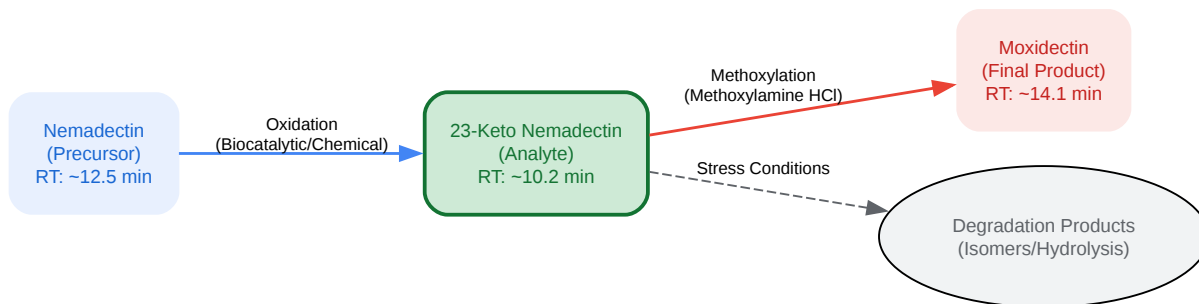 Nemadectin
(Precursor)
RT: ~12.5 min
Oxidation
(Biocatalytic/Chemical)
23-Keto Nemadectin
(Analyte)
RT: ~10.2 min
Methoxylation
(Methoxylamine HCl)
Moxidectin
(Final Product)
RT: ~14.1 min
Stress Conditions
Degradation Products
(Isomers/Hydrolysis)